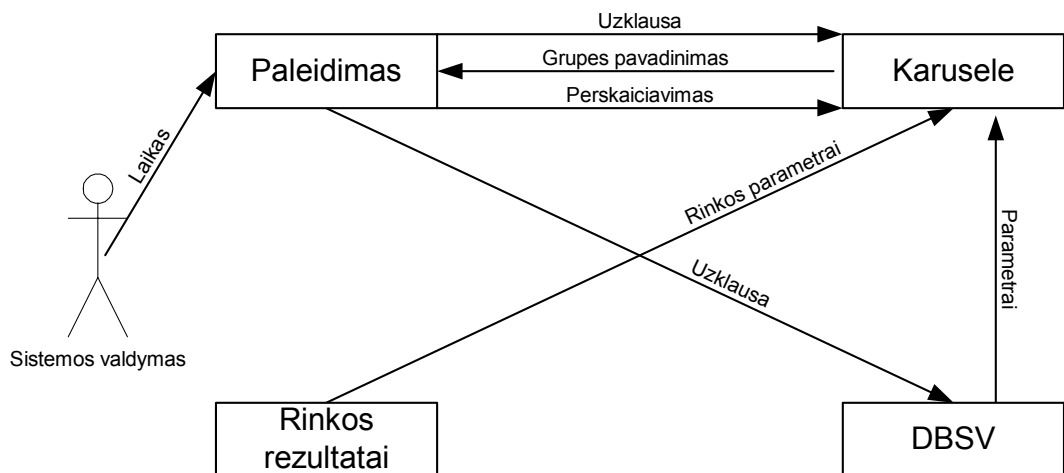 Uzklausa
Paleidimas
Grupes pavadinimas
Karusele
Perskaiciavimas
Laikas
Rinkos parametrai
Parametrai
Uzklausa
Sistemos valdymas
Rinkos
rezultatai
DBSV